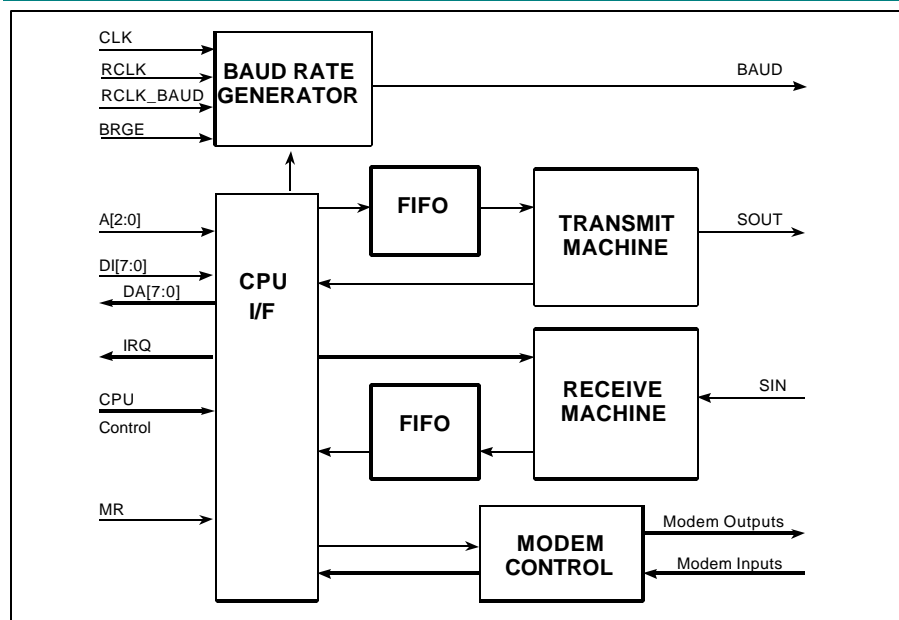 CLK
RCLK
RCLK_BAUD
BRGE
BAUD RATE
GENERATOR
BAUD
A[2:0]
DI[7:0]
DA[7:0]
IRQ
CPU
Control
MR
CPU
I/F
FIFO
TRANSMIT
MACHINE
SOUT
RECEIVE
MACHINE
SIN
FIFO
MODEM
CONTROL
Modem Outputs
Modem Inputs